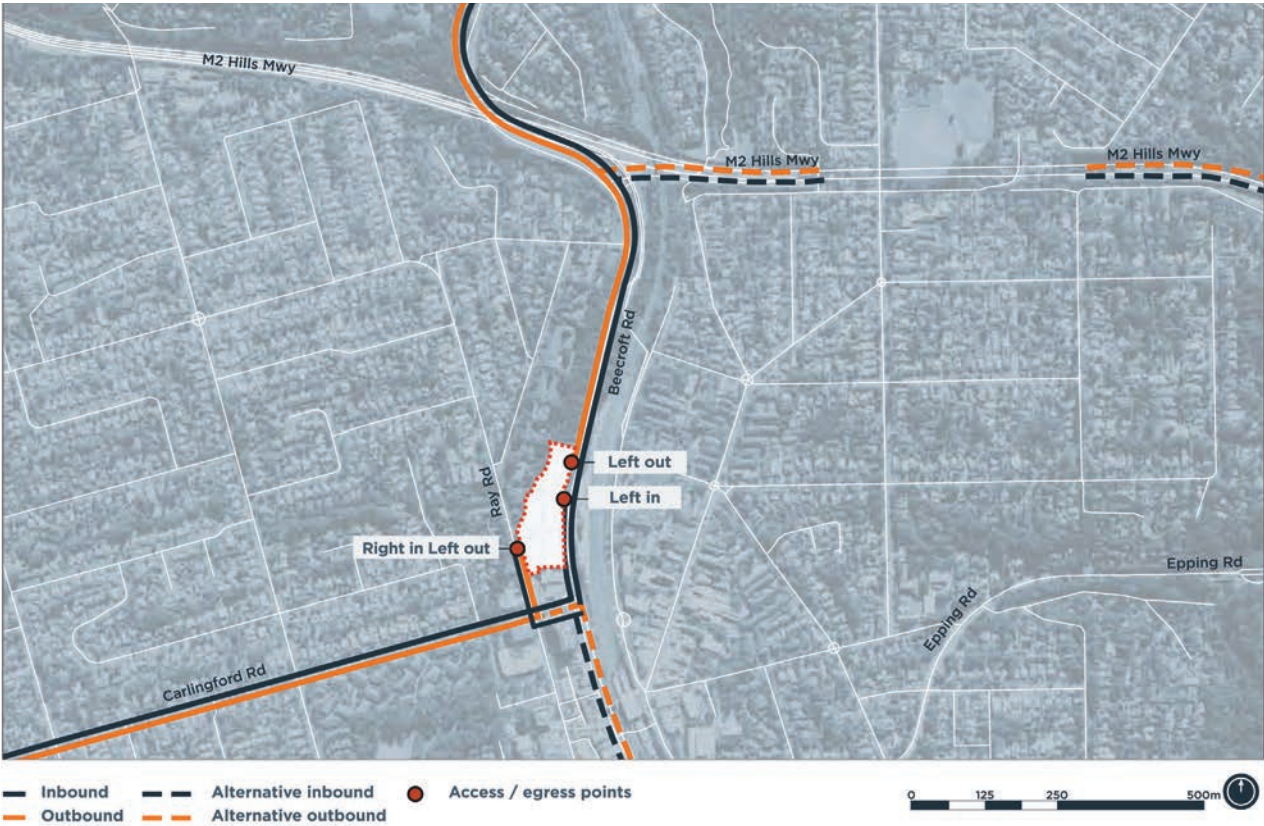 M2 Hills Mwy
M2 Hills Mwy
M2 Hills Mwy
Beecroft Rd
Left out
Ray Rd
Left in
Right in Left out
Epping Rd
Epping Rd
Carlingford Rd
Inbound
Alternative inbound
Access / egress points
Outbound
Alternative outbound
0 125 250 500m